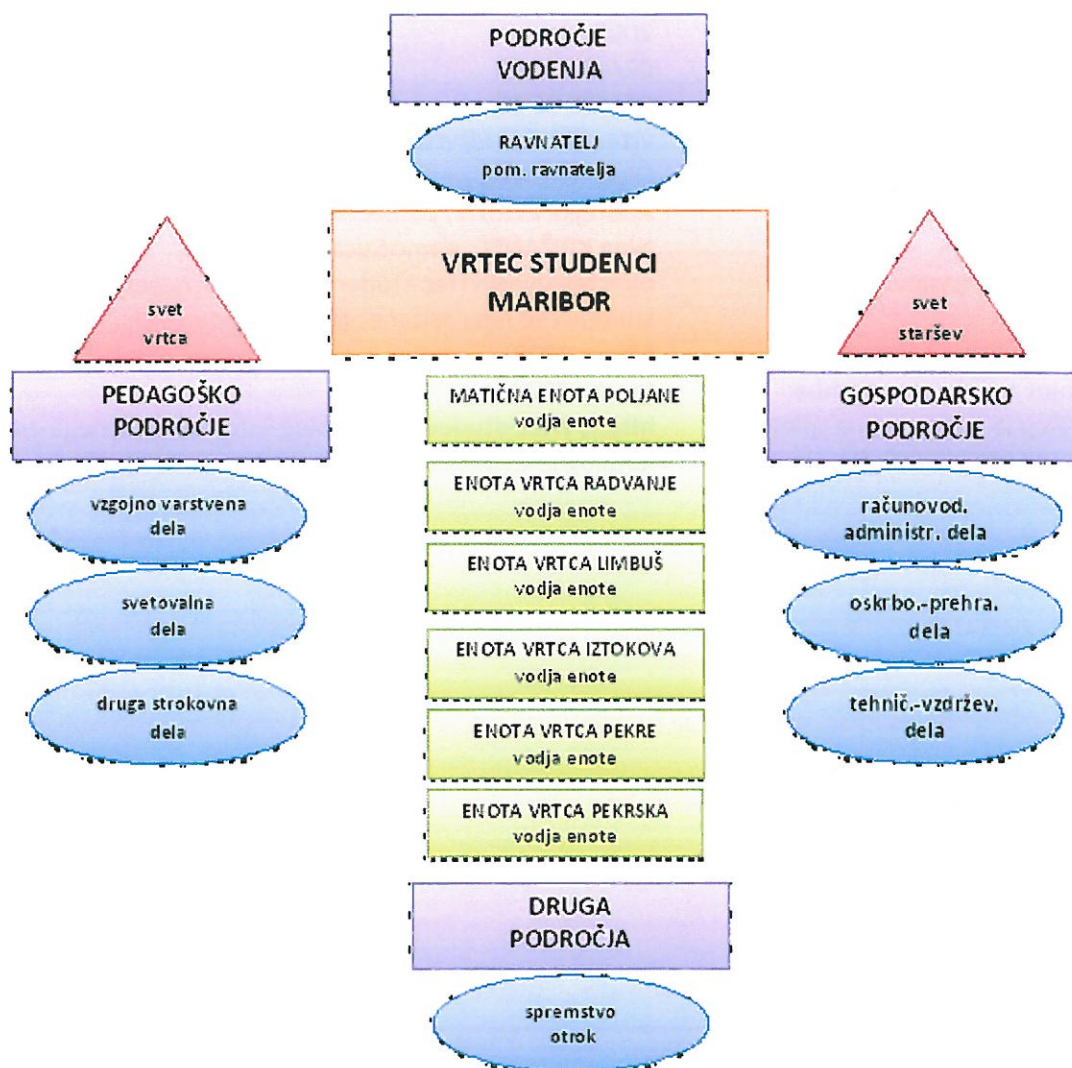 PODROČJE
VODENJA
RAVNATELJ
pom. ravnatelja
VRTEC STUDENCI
MARIBOR
svet
vrtca
svet
staršev
PEDAGOŠKO
PODROČJE
vzgojno varstvena
dela
svetovalna
dela
druga strokovna
dela
MATIČNA ENOTA POLJANE
vodja enote
ENOTA VRTCA RADVANJE
vodja enote
ENOTA VRTCA LIMBUŠ
vodja enote
ENOTA VRTCA IZTOKOVA
vodja enote
ENOTA VRTCA PEKRE
vodja enote
ENOTA VRTCA PEKRSKA
vodja enote
GOSPODARSKO
PODROČJE
računovod.
administr. dela
oskrbo.-prehra.
dela
tehnič.-vzdržev.
dela
DRUGA
PODROČJA
spremstvo
otrok